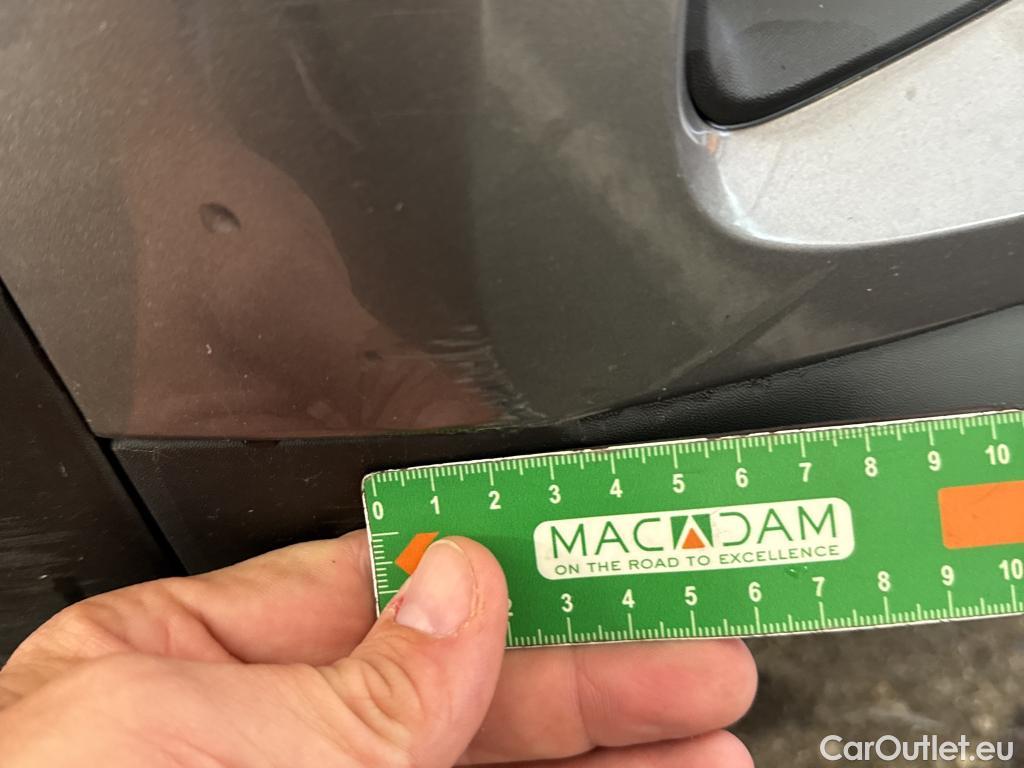 0 1 2 3 4 5 6 7 8 9 10
MACADAM
ON THE ROAD TO EXCELLENCE
2 3 4 5 6 7 8 9 10
CarOutlet.eu